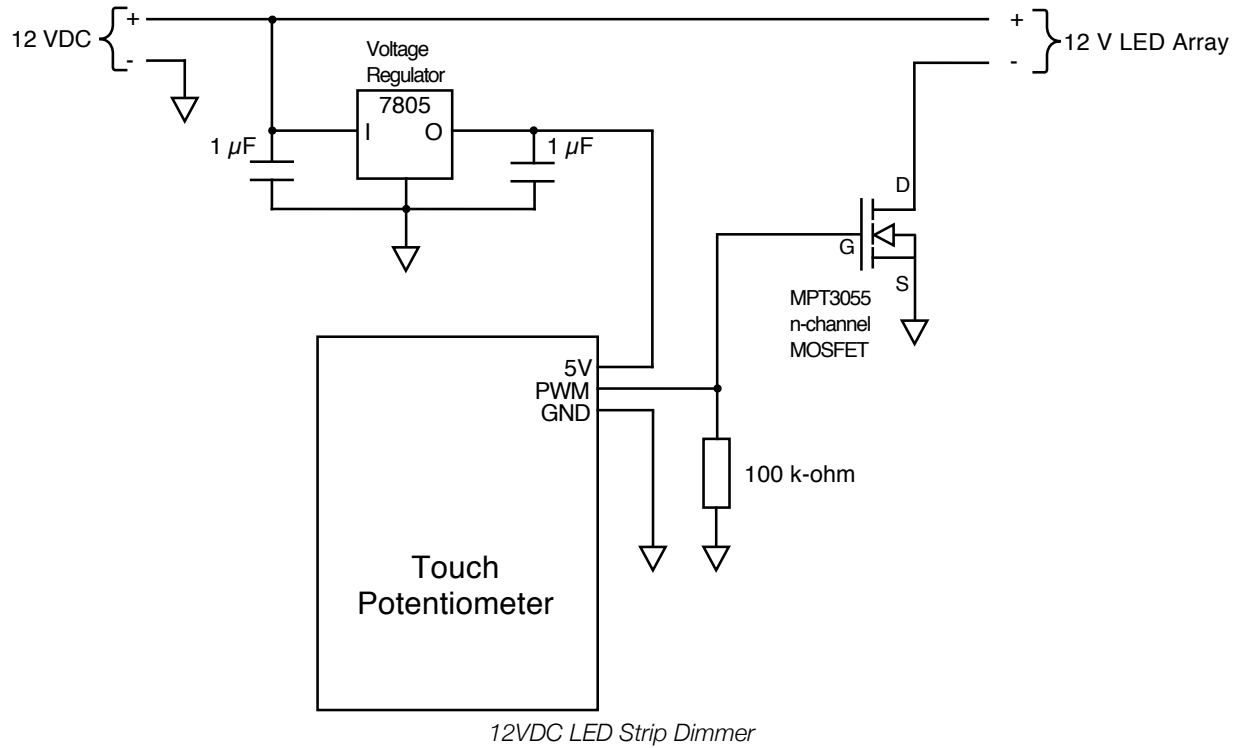 +
12 VDC
-
+
12 V LED Array
-
Voltage
Regulator
7805
I O
1 µF
1 µF
D
G
S
MPT3055
n-channel
MOSFET
5V
PWM
GND
100 k-ohm
Touch
Potentiometer
12VDC LED Strip Dimmer